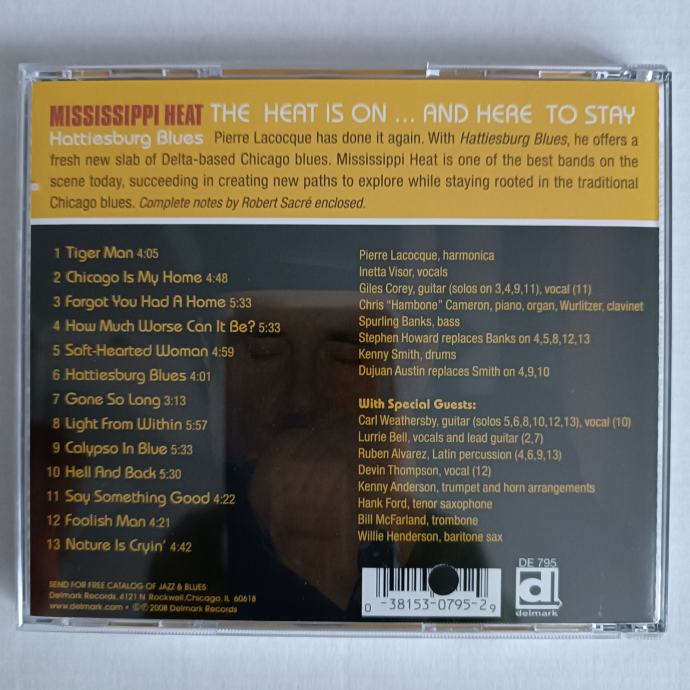 MISSISSIPPI HEAT THE HEAT IS ON ... AND HERE TO STAY
Hattiesburg Blues Pierre Lacocque has done it again. With Hattiesburg Blues, he offers a
fresh new slab of Delta-based Chicago blues. Mississippi Heat is one of the best bands on the
scene today, succeeding in creating new paths to explore while staying rooted in the traditional
Chicago blues. Complete notes by Robert Sacré enclosed.
1 Tiger Man 4:05
2 Chicago Is My Home 4:48
3 Forgot You Had A Home 5:33
4 How Much Worse Can It Be? 5:33
5 Soft-Hearted Woman 4:59
6 Hattiesburg Blues 4:01
7 Gone So Long 3:13
8 Light From Within 5:57
9 Calypso In Blue 5:33
10 Hell And Back 5:30
11 Say Something Good 4:22
12 Foolish Man 4:21
13 Nature Is Cryin' 4:42
Pierre Lacocque, harmonica
Inetta Visor, vocals
Giles Corey, guitar (solos on 3,4,9,11), vocal (11)
Chris "Hambone" Cameron, piano, organ, Wurlitzer, clavinet
Spurling Banks, bass
Stephen Howard replaces Banks on 4,5,8,12,13
Kenny Smith, drums
Dujuan Austin replaces Smith on 4,9,10
With Special Guests:
Carl Weathersby, guitar (solos 5,6,8,10,12,13), vocal (10)
Lurrie Bell, vocals and lead guitar (2,7)
Ruben Alvarez, Latin percussion (4,6,9,13)
Devin Thompson, vocal (12)
Kenny Anderson, trumpet and horn arrangements
Hank Ford, tenor saxophone
Bill McFarland, trombone
Willie Henderson, baritone sax
SEND FOR FREE CATALOG OF JAZZ & BLUES:
Delmark Records, 4121 N. Rockwell, Chicago, IL 60618
www.delmark.com • ©℗ 2008 Delmark Records
0 -38153-0795-2 9
DE 795
d
delmark